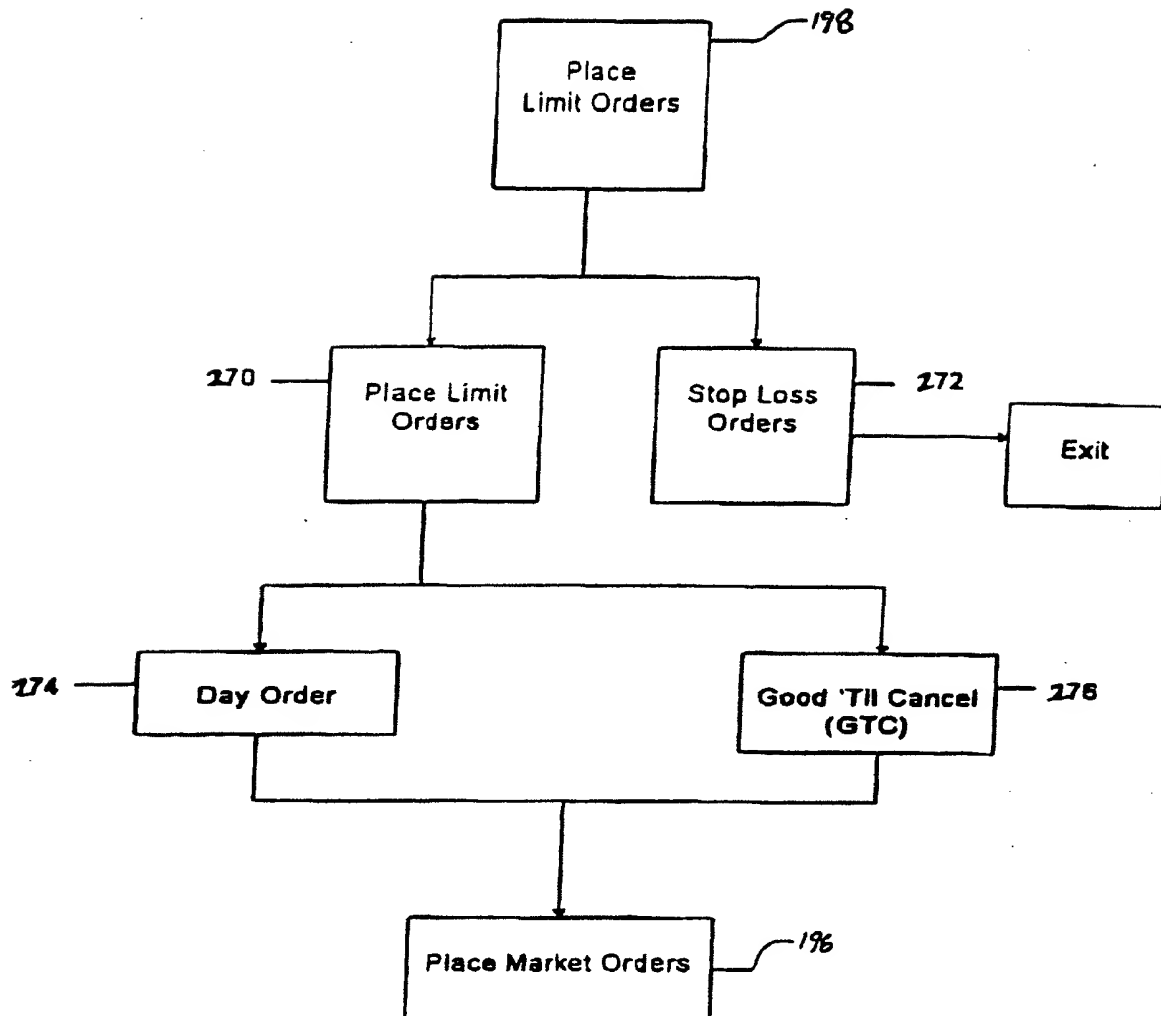 198
Place
Limit Orders
270
Place Limit
Orders
Stop Loss
Orders
272
Exit
274
Day Order
Good 'Til Cancel
(GTC)
276
Place Market Orders
196